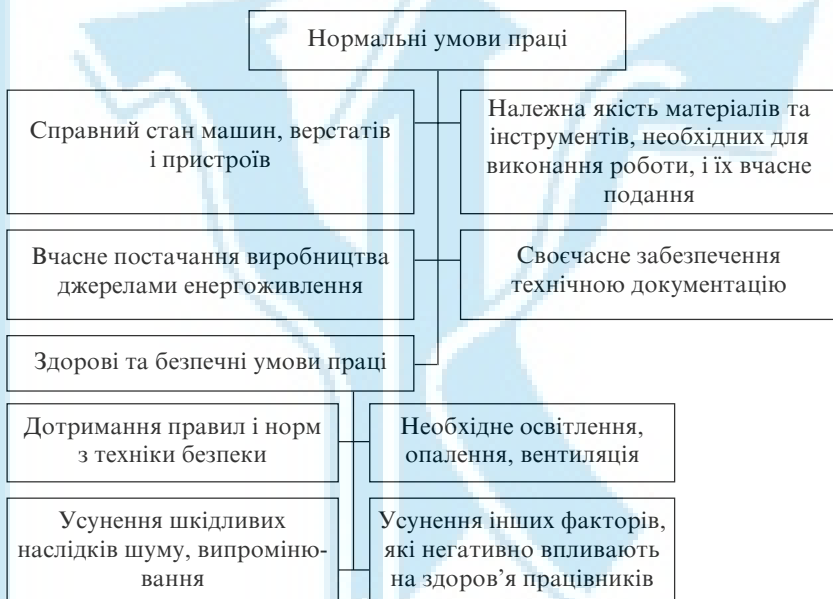 Нормальні умови праці
Справний стан машин, верстатів
і пристроїв
Належна якість матеріалів та
інструментів, необхідних для
виконання роботи, і їх вчасне
подання
Вчасне постачання виробництва
джерелами енергоживлення
Своєчасне забезпечення
технічною документацію
Здорові та безпечні умови праці
Дотримання правил і норм
з техніки безпеки
Необхідне освітлення,
опалення, вентиляція
Усунення шкідливих
наслідків шуму, випроміню-
вання
Усунення інших факторів,
які негативно впливають
на здоров’я працівників